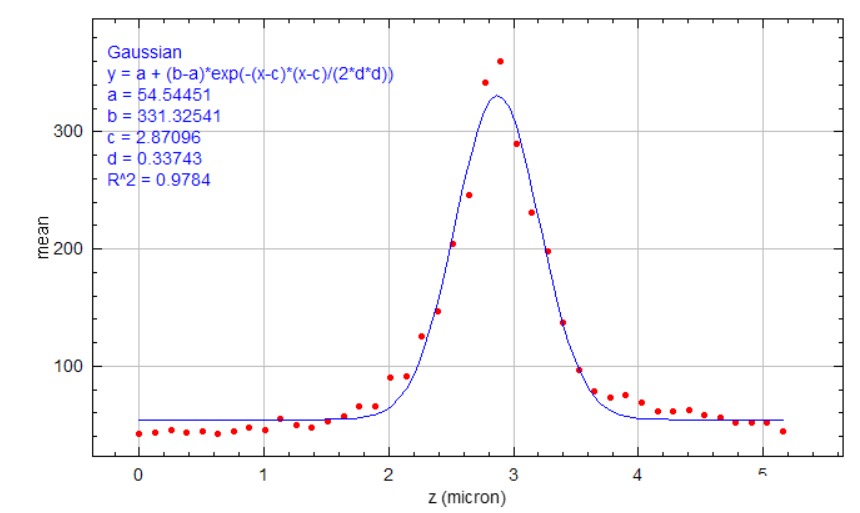 Gaussian
y = a + (b-a)*exp(-(x-c)*(x-c)/(2*d*d))
a = 54.54451
b = 331.32541
c = 2.87096
d = 0.33743
R^2 = 0.9784
300
200
100
mean
0 1 2 3 4 5
z (micron)